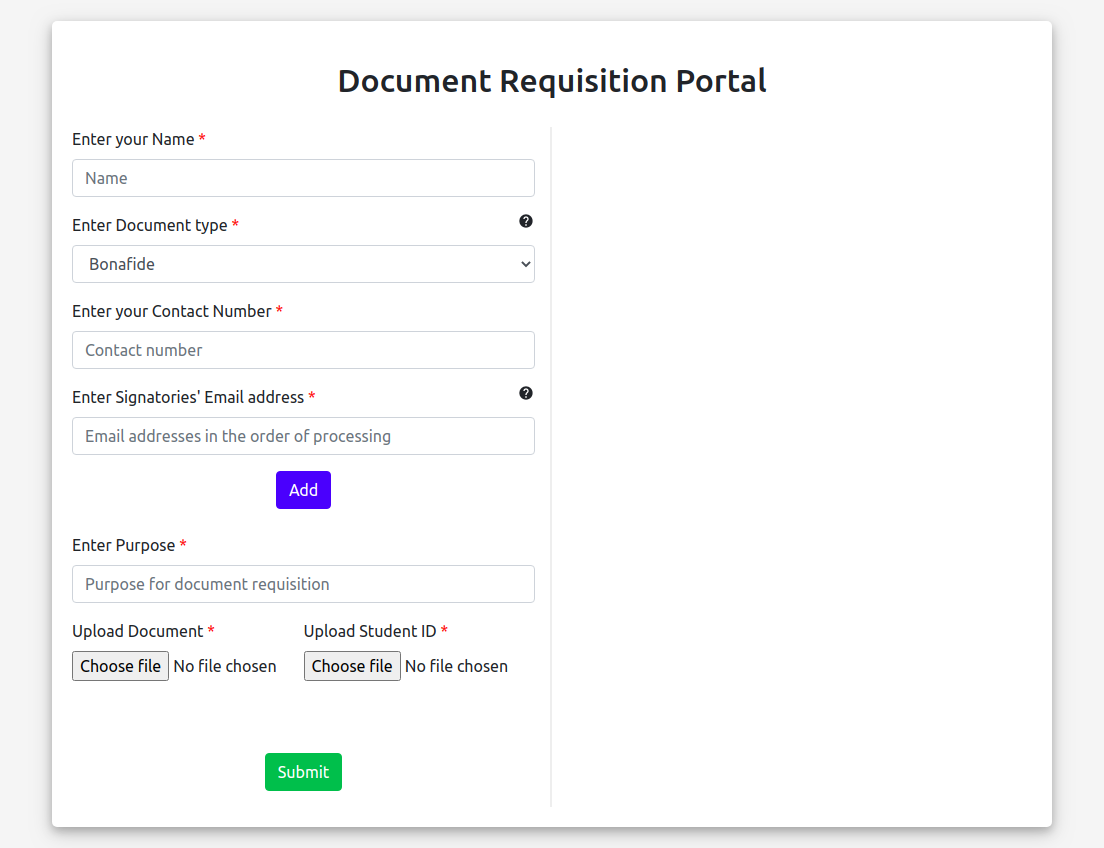 Document Requisition Portal
Enter your Name *
Name
Enter Document type *
Bonafide
Enter your Contact Number *
Contact number
Enter Signatories' Email address *
Email addresses in the order of processing
Add
Enter Purpose *
Purpose for document requisition
Upload Document * Upload Student ID *
Choose file No file chosen Choose file No file chosen
Submit